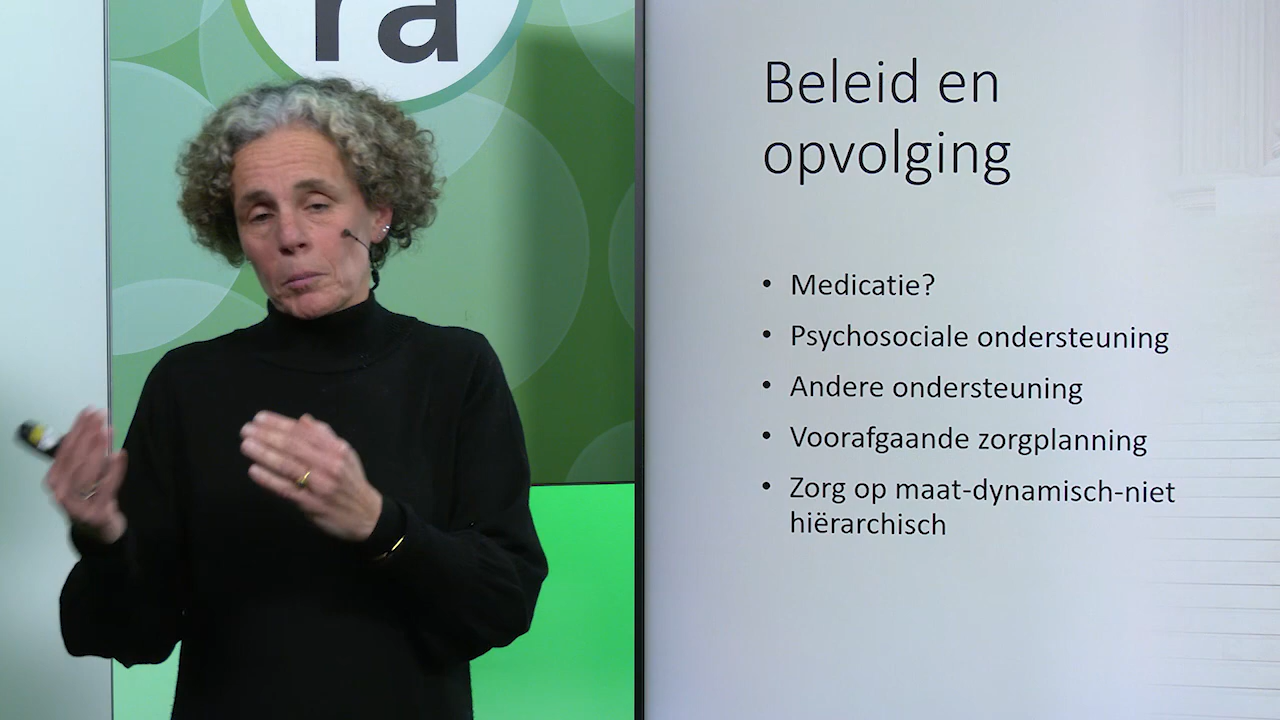 ra
Beleid en
opvolging
• Medicatie?
• Psychosociale ondersteuning
• Andere ondersteuning
• Voorafgaande zorgplanning
• Zorg op maat-dynamisch-niet
hiërarchisch